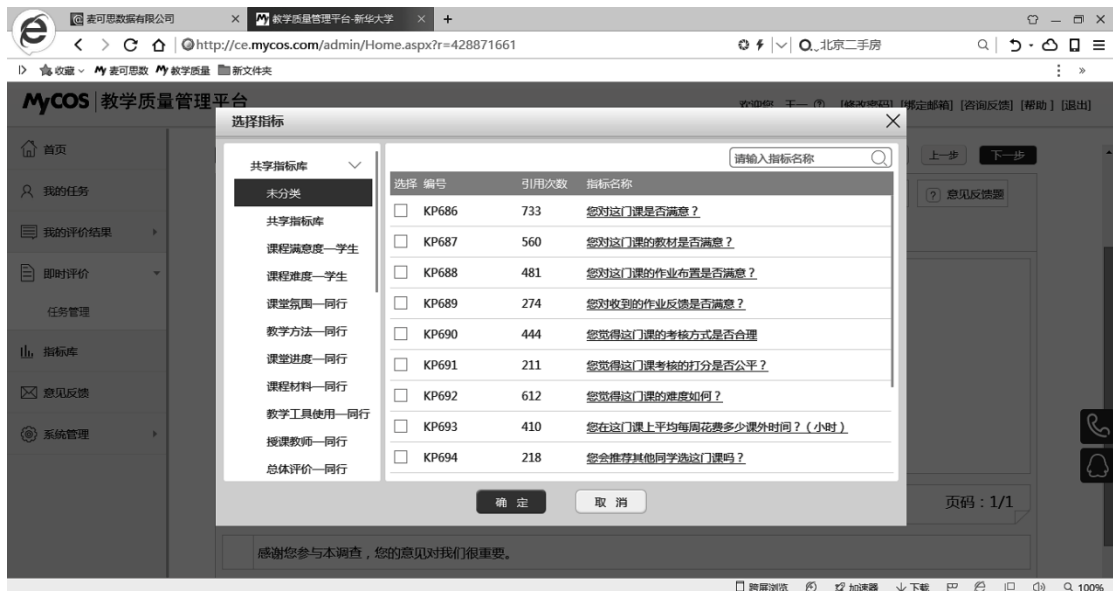 麦可思数据有限公司 教学质量管理平台-新华大学
http://ce.mycos.com/admin/Home.aspx?r=428871661 北京二手房
收藏 麦可思数 教学质量 新文件夹
MyCOS 教学质量管理平台
欢迎您 王一 [修改密码] [绑定邮箱] [咨询反馈] [帮助] [退出]
选择指标
首页
我的任务
我的评价结果
即时评价
任务管理
指标库
意见反馈
系统管理
上一步 下一步
意见反馈题
共享指标库
未分类
共享指标库
课程满意度—学生
课程难度—学生
课堂氛围—同行
教学方法—同行
课堂进度—同行
课程材料—同行
教学工具使用—同行
授课教师—同行
总体评价—同行
请输入指标名称
选择 编号 引用次数 指标名称
KP686 733 您对这门课是否满意?
KP687 560 您对这门课的教材是否满意?
KP688 481 您对这门课的作业布置是否满意?
KP689 274 您对收到的作业反馈是否满意?
KP690 444 您觉得这门课的考核方式是否合理
KP691 211 您觉得这门课考核的打分是否公平?
KP692 612 您觉得这门课的难度如何?
KP693 410 您在这门课上平均每周花费多少课外时间?(小时)
KP694 218 您会推荐其他同学选这门课吗?
确 定 取 消
页码:1/1
感谢您参与本调查,您的意见对我们很重要。
跨屏浏览 加速器 下载 100%